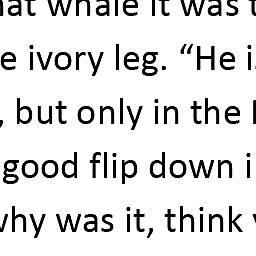 hat whale it was t
e ivory leg. “He i
, but only in the
good flip down i
why was it, think